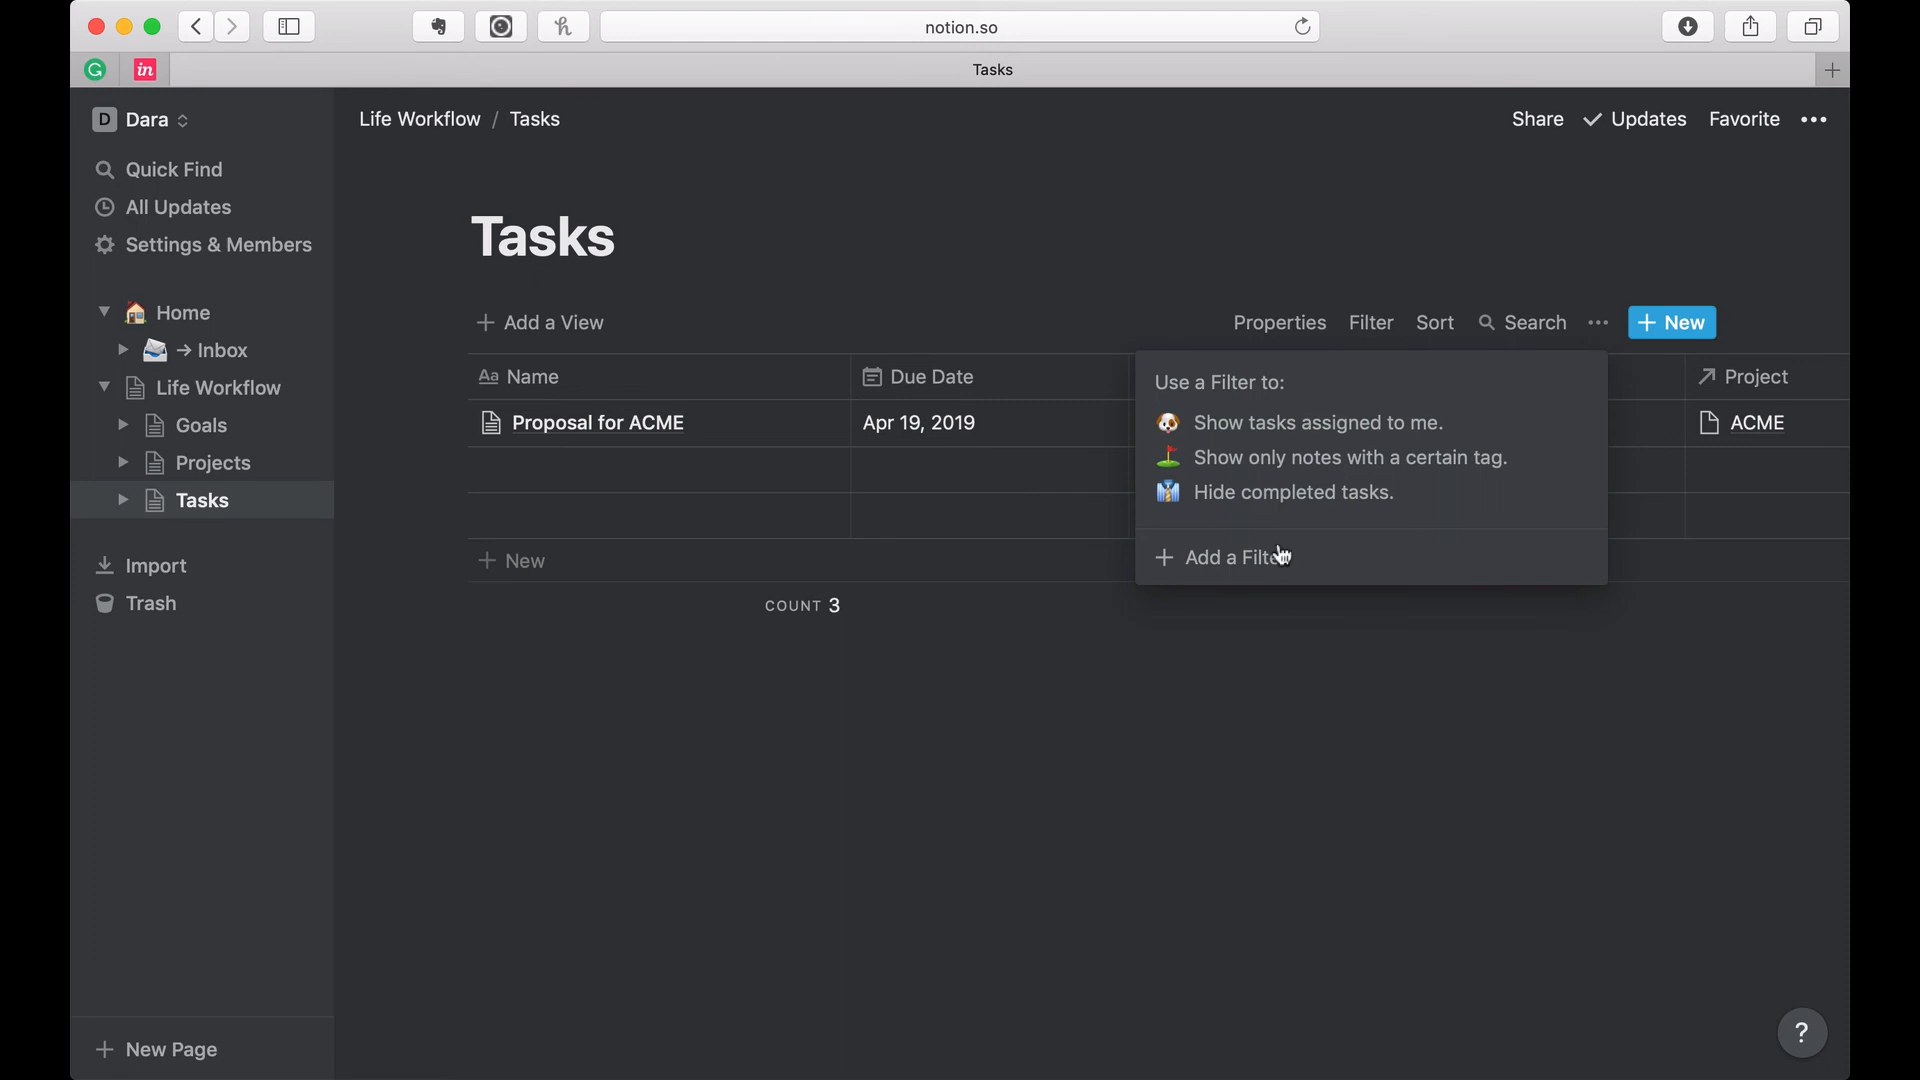 notion.so
in
Tasks
D Dara
Life Workflow / Tasks
Share
Updates
Favorite
•••
Quick Find
All Updates
Settings & Members
Home
→ Inbox
Life Workflow
Goals
Projects
Tasks
Import
Trash
+ New Page
Tasks
+ Add a View
Properties
Filter
Sort
Search
•••
+ New
Aa Name
Due Date
Project
Proposal for ACME
Apr 19, 2019
ACME
+ New
COUNT 3
Use a Filter to:
Show tasks assigned to me.
Show only notes with a certain tag.
Hide completed tasks.
+ Add a Filter
?